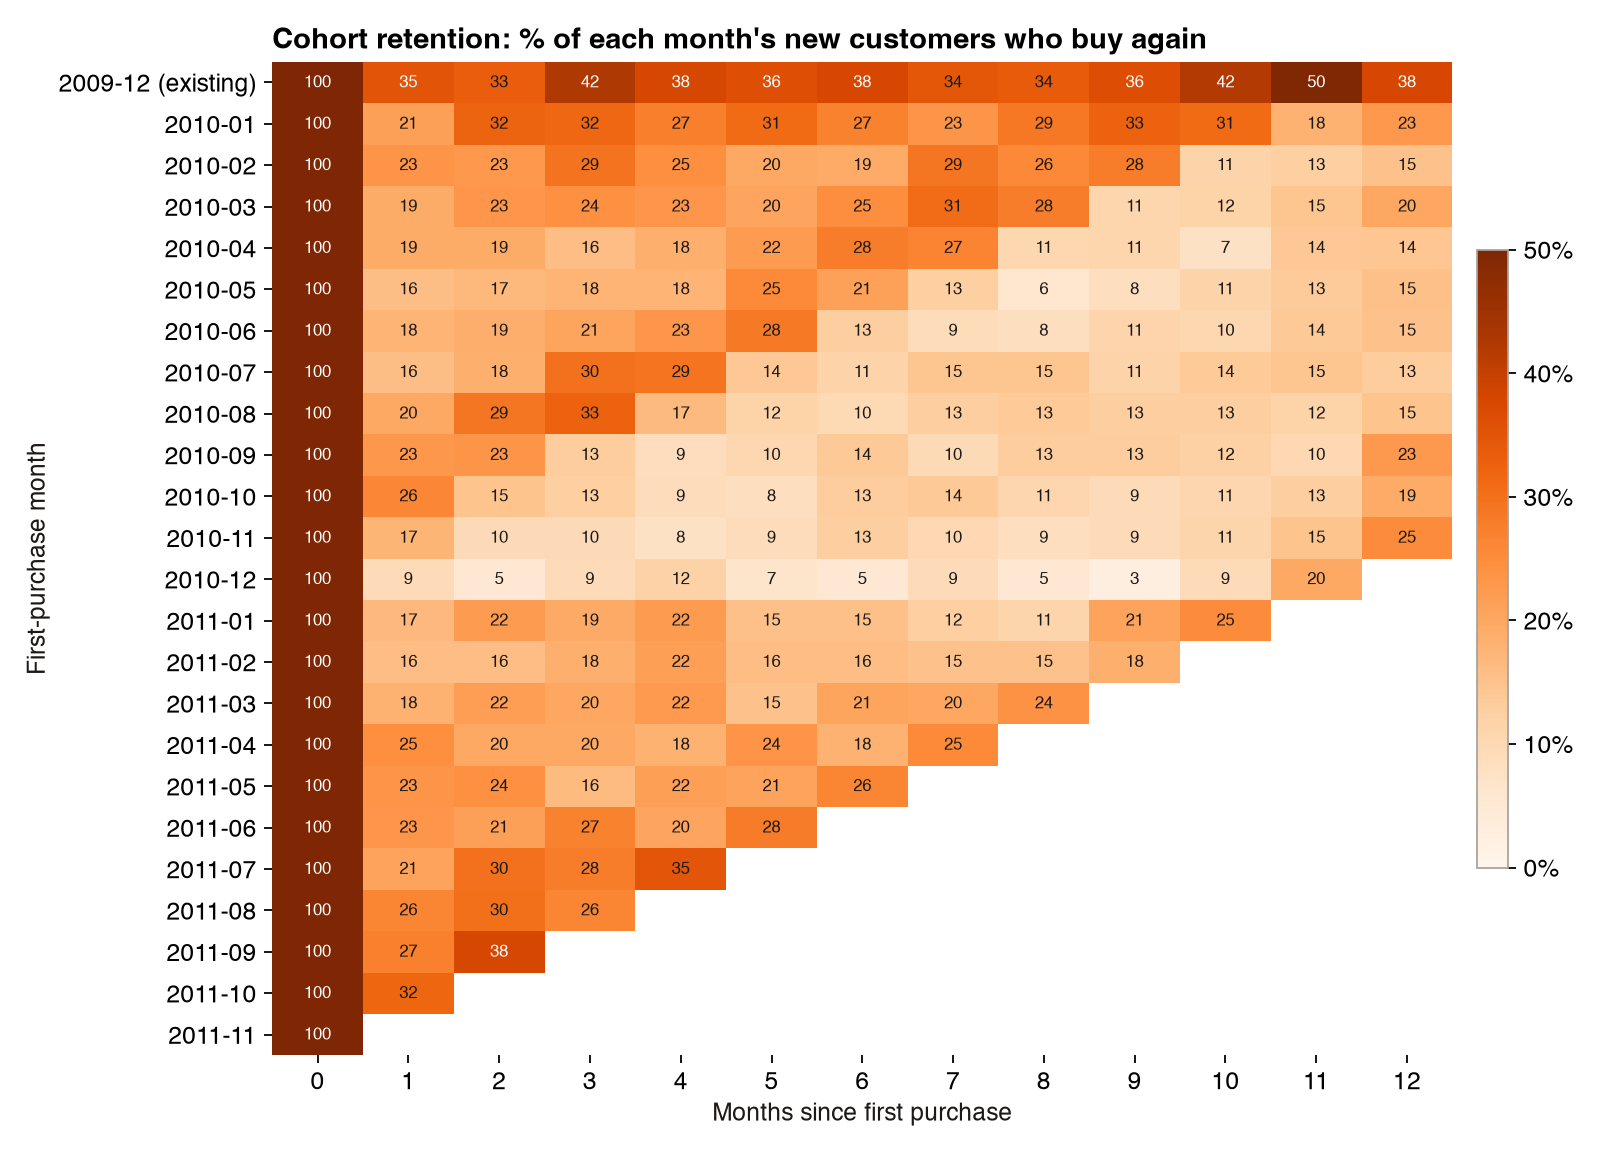 Cohort retention: % of each month's new customers who buy again
2009-12 (existing) 100 35 33 42 38 36 38 34 34 36 42 50 38
2010-01 100 21 32 32 27 31 27 23 29 33 31 18 23
2010-02 100 23 23 29 25 20 19 29 26 28 11 13 15
2010-03 100 19 23 24 23 20 25 31 28 11 12 15 20
2010-04 100 19 19 16 18 22 28 27 11 11 7 14 14
2010-05 100 16 17 18 18 25 21 13 6 8 11 13 15
2010-06 100 18 19 21 23 28 13 9 8 11 10 14 15
2010-07 100 16 18 30 29 14 11 15 15 11 14 15 13
2010-08 100 20 29 33 17 12 10 13 13 13 13 12 15
2010-09 100 23 23 13 9 10 14 10 13 13 12 10 23
2010-10 100 26 15 13 9 8 13 14 11 9 11 13 19
2010-11 100 17 10 10 8 9 13 10 9 9 11 15 25
2010-12 100 9 5 9 12 7 5 9 5 3 9 20
2011-01 100 17 22 19 22 15 15 12 11 21 25
2011-02 100 16 16 18 22 16 16 15 15 18
2011-03 100 18 22 20 22 15 21 20 24
2011-04 100 25 20 20 18 24 18 25
2011-05 100 23 24 16 22 21 26
2011-06 100 23 21 27 20 28
2011-07 100 21 30 28 35
2011-08 100 26 30 26
2011-09 100 27 38
2011-10 100 32
2011-11 100
0 1 2 3 4 5 6 7 8 9 10 11 12
Months since first purchase
First-purchase month
50%
40%
30%
20%
10%
0%